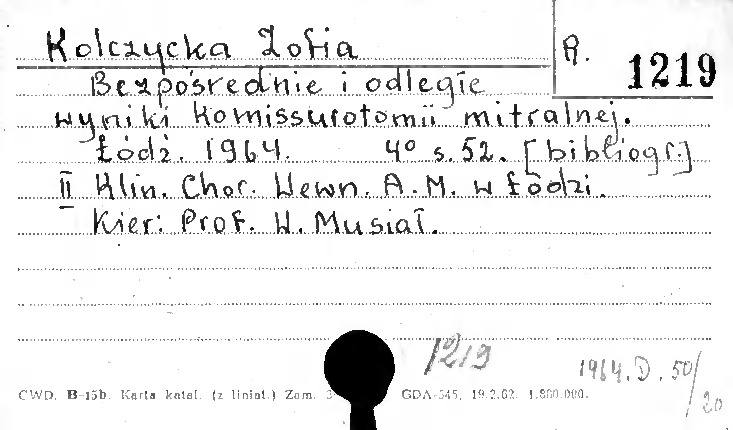 Kolczycka Zofia
R. 1219
Bezpośrednie i odległe
wyniki komissurotomii mitralnej.
Łódź. 1964. 4° s. 52. [bibliogr.]
II Klin. Chor. Wewn. A. M. w Łodzi.
Kier: Prof. W. Musiał.
1219
1964. D. 50/20
CWD. B-15b. Karta katal. (z liniat.) Zam. GDA-545, 19.2.62. 1.800.000.